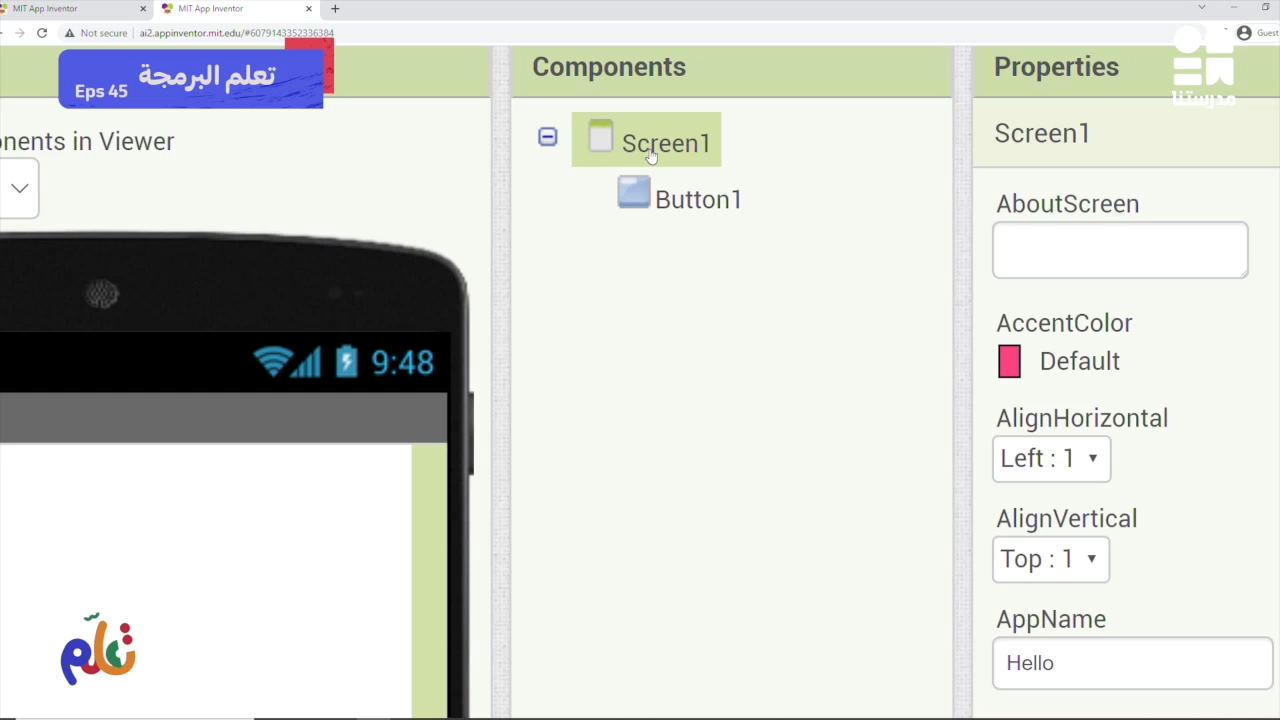 MIT App Inventor
MIT App Inventor
Not secure
ai2.appinventor.mit.edu/#6079143352336384
Guest
تعلم البرمجة
Eps 45
مدرستنا
Components
Properties
onents in Viewer
Screen1
Button1
Screen1
AboutScreen
AccentColor
Default
AlignHorizontal
Left : 1
AlignVertical
Top : 1
AppName
Hello
9:48